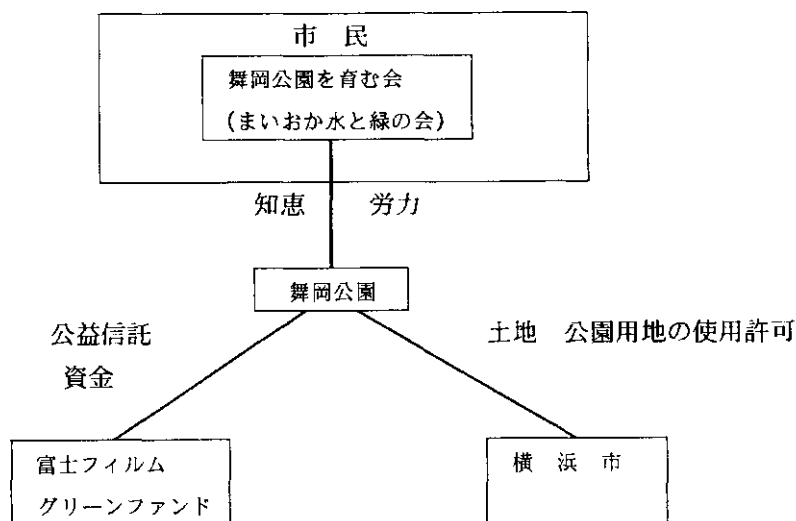 市民
舞岡公園を育む会
(まいおか水と緑の会)
知恵 労力
舞岡公園
公益信託
資金
土地 公園用地の使用許可
富士フィルム
グリーンファンド
横浜市